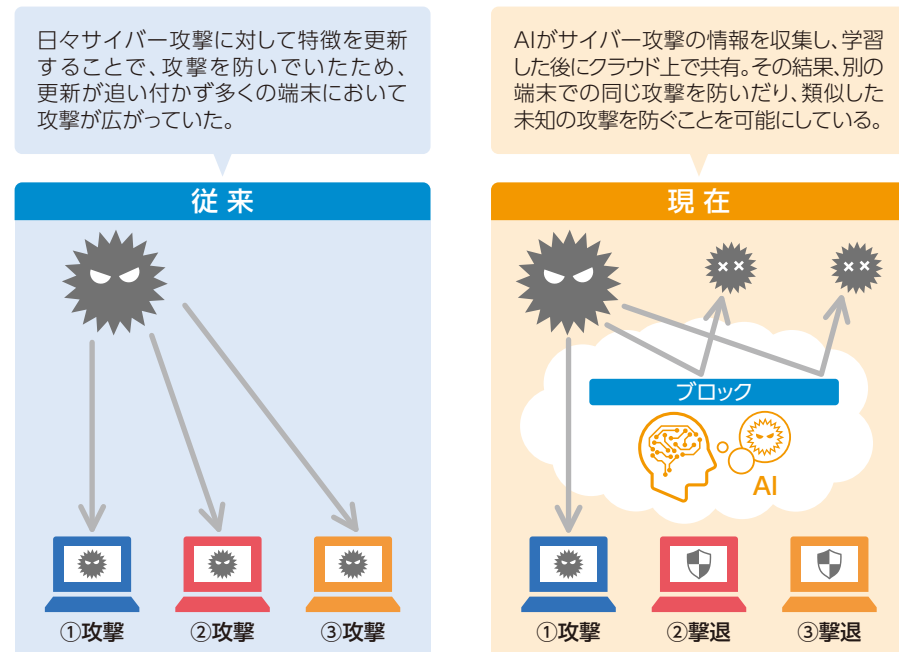 日々サイバー攻撃に対して特徴を更新
することで、攻撃を防いでいたため、
更新が追い付かず多くの端末において
攻撃が広がっていた。
従来
①攻撃
②攻撃
③攻撃
AIがサイバー攻撃の情報を収集し、学習
した後にクラウド上で共有。その結果、別の
端末での同じ攻撃を防いだり、類似した
未知の攻撃を防ぐことを可能にしている。
現在
ブロック
AI
①攻撃
②撃退
③撃退